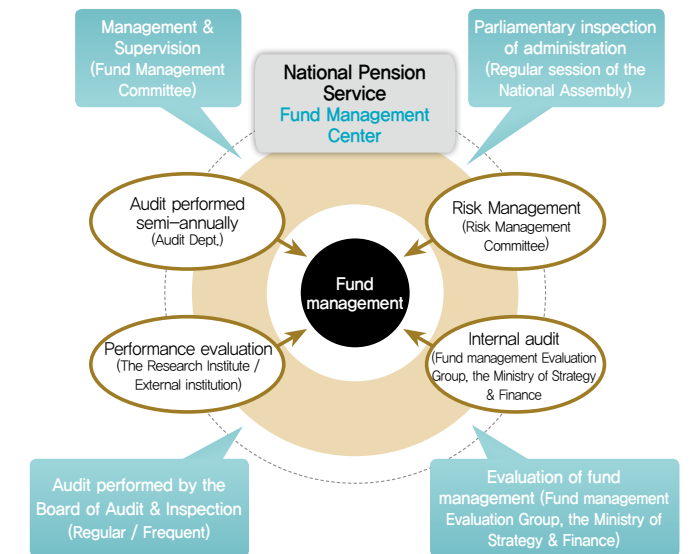 Management &
Supervision
(Fund Management
Committee)
Parliamentary inspection
of administration
(Regular session of the
National Assembly)
National Pension
Service
Fund Management
Center
Audit performed
semi-annually
(Audit Dept.)
Risk Management
(Risk Management
Committee)
Fund
management
Performance evaluation
(The Research Institute /
External institution)
Internal audit
(Fund management Evaluation
Group, the Ministry of Strategy
& Finance
Audit performed by the
Board of Audit & Inspection
(Regular / Frequent)
Evaluation of fund
management (Fund management
Evaluation Group, the Ministry of
Strategy & Finance)